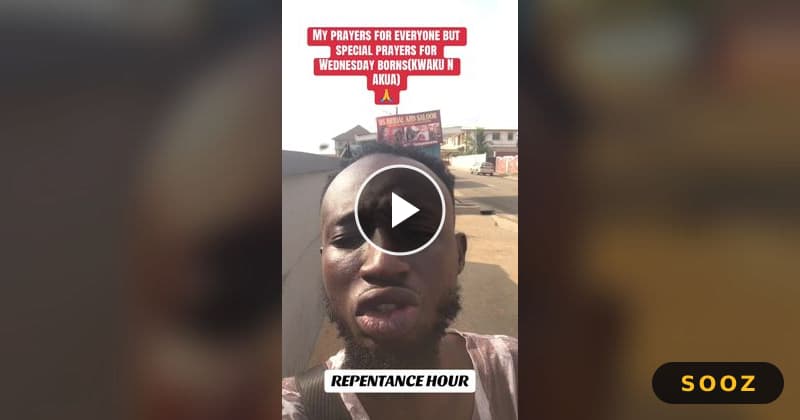 MY PRAYERS FOR EVERYONE BUT
SPECIAL PRAYERS FOR
WEDNESDAY BORNS(KWAKU N
AKUA)
🙏
REPENTANCE HOUR
SOOZ